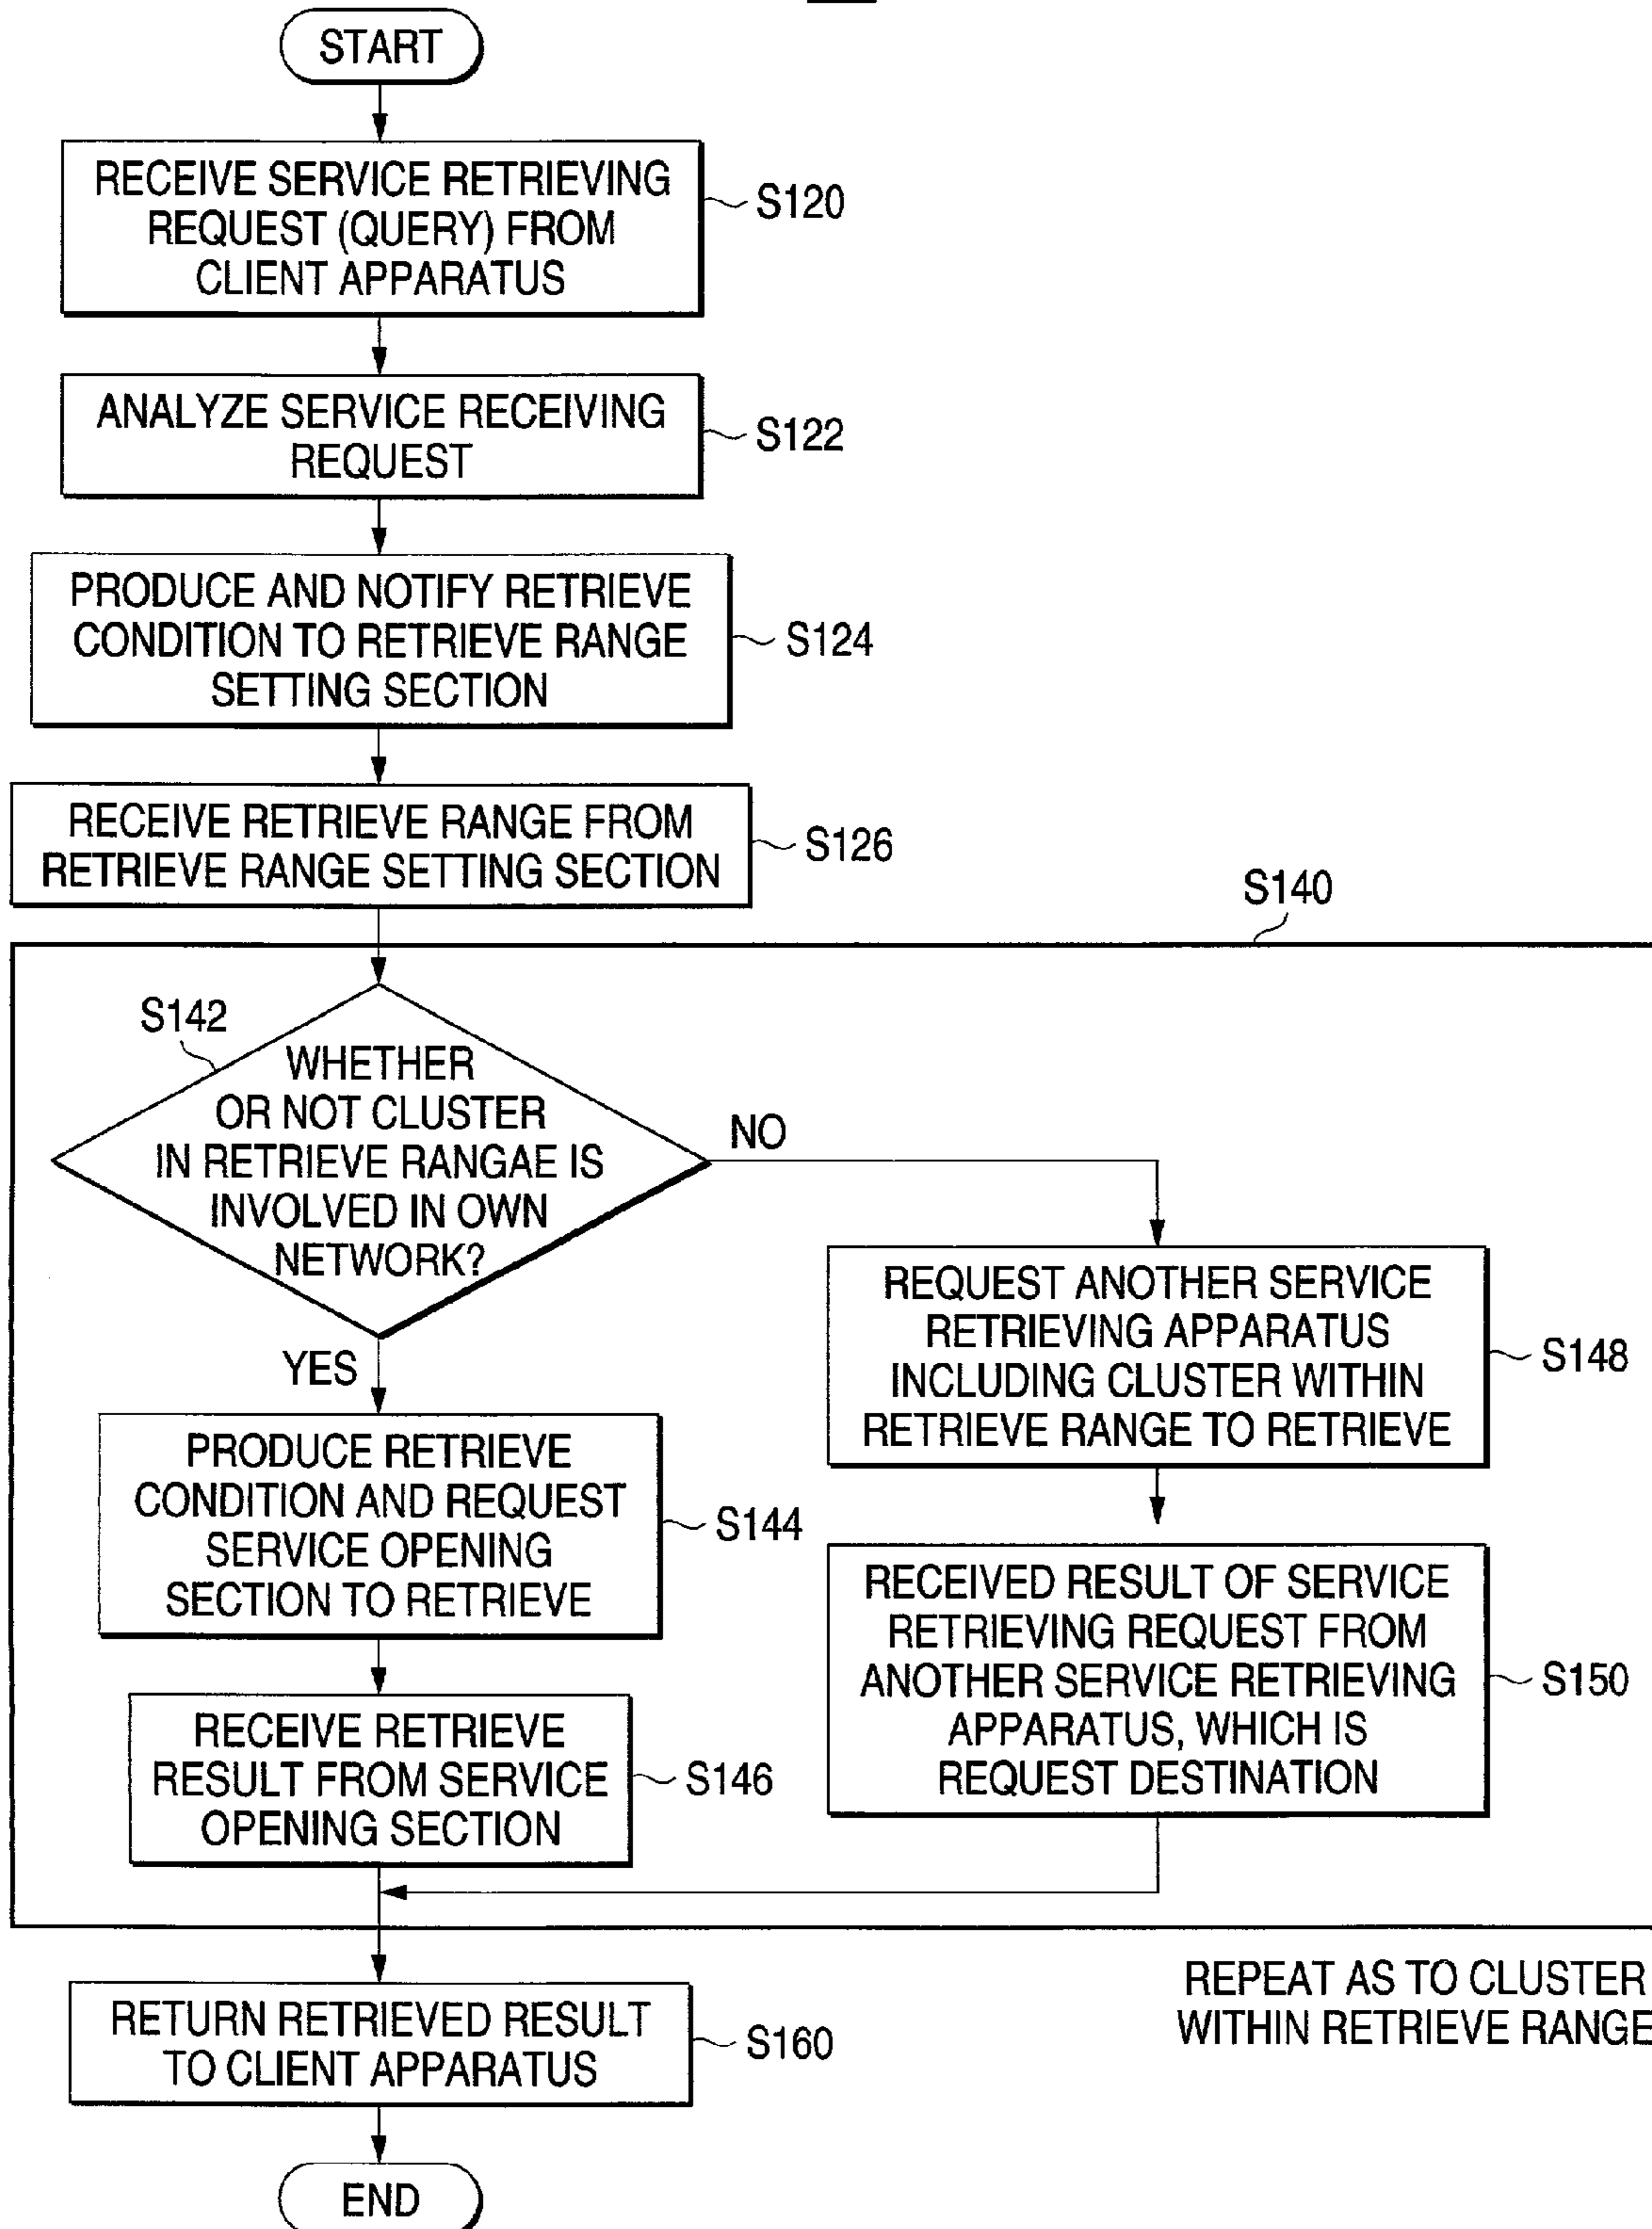 START
RECEIVE SERVICE RETRIEVING
REQUEST (QUERY) FROM
CLIENT APPARATUS
S120
ANALYZE SERVICE RECEIVING
REQUEST
S122
PRODUCE AND NOTIFY RETRIEVE
CONDITION TO RETRIEVE RANGE
SETTING SECTION
S124
RECEIVE RETRIEVE RANGE FROM
RETRIEVE RANGE SETTING SECTION
S126
S140
S142
WHETHER
OR NOT CLUSTER
IN RETRIEVE RANGAE IS
INVOLVED IN OWN
NETWORK?
NO
YES
PRODUCE RETRIEVE
CONDITION AND REQUEST
SERVICE OPENING
SECTION TO RETRIEVE
S144
RECEIVE RETRIEVE
RESULT FROM SERVICE
OPENING SECTION
S146
REQUEST ANOTHER SERVICE
RETRIEVING APPARATUS
INCLUDING CLUSTER WITHIN
RETRIEVE RANGE TO RETRIEVE
S148
RECEIVED RESULT OF SERVICE
RETRIEVING REQUEST FROM
ANOTHER SERVICE RETRIEVING
APPARATUS, WHICH IS
REQUEST DESTINATION
S150
REPEAT AS TO CLUSTER
WITHIN RETRIEVE RANGE
RETURN RETRIEVED RESULT
TO CLIENT APPARATUS
S160
END